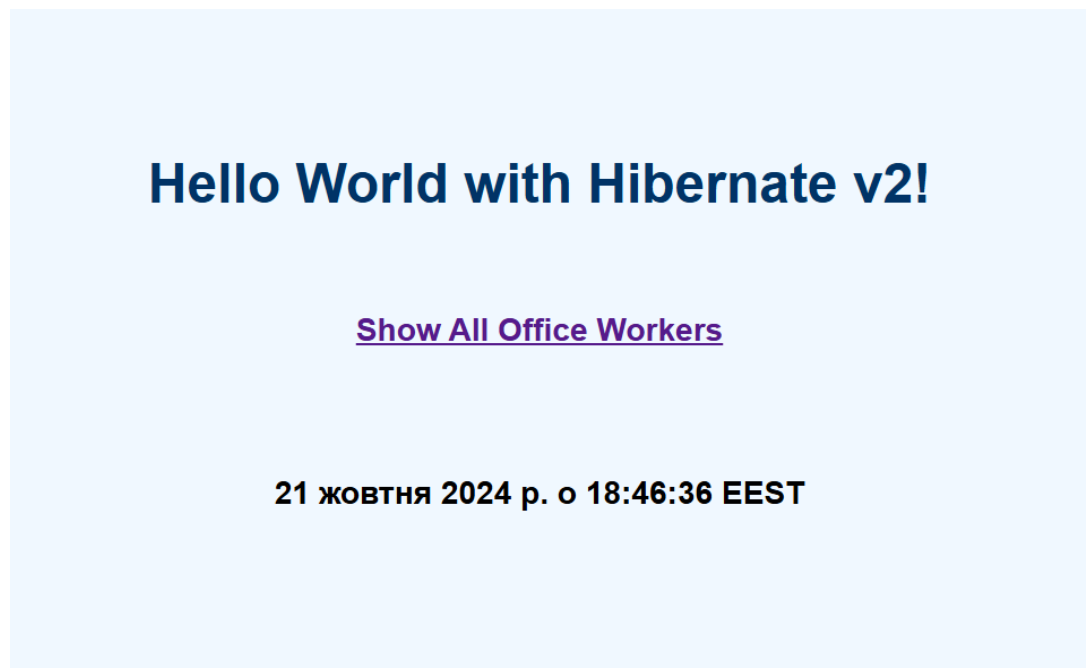 Hello World with Hibernate v2!
Show All Office Workers
21 жовтня 2024 р. о 18:46:36 EEST